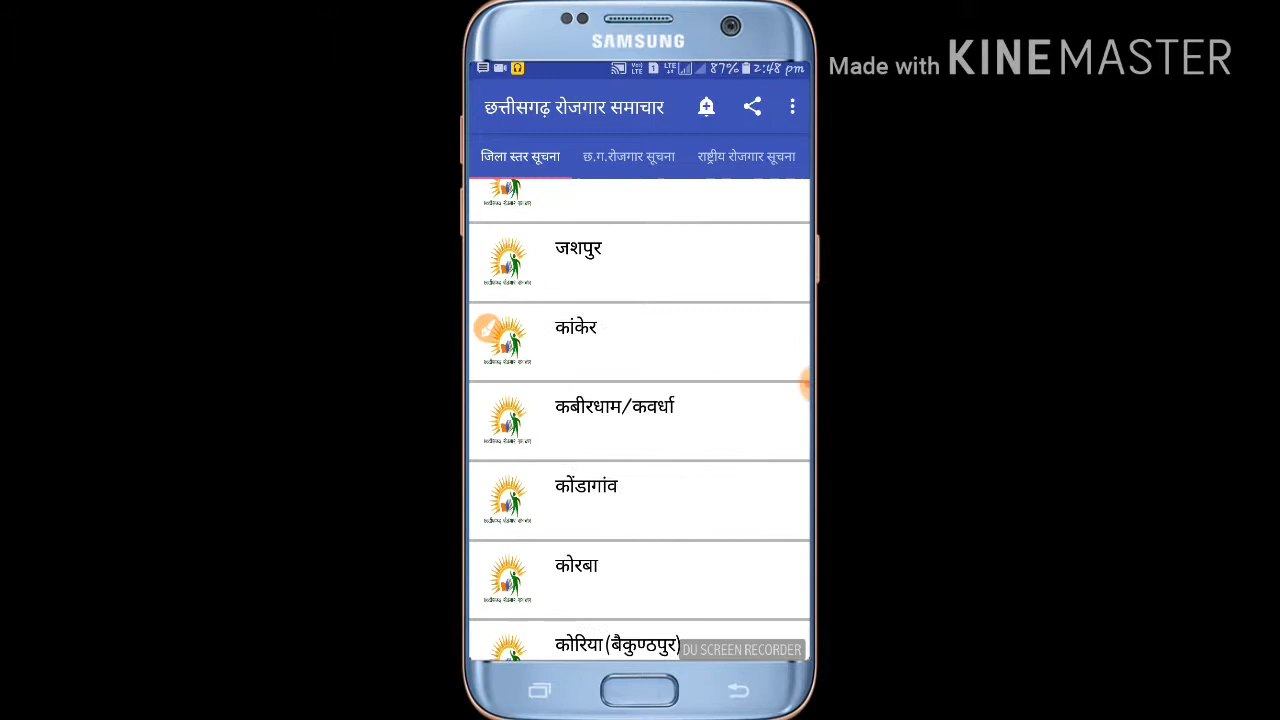 SAMSUNG
Made with KINEMASTER
87% 2:48 pm
छत्तीसगढ़ रोजगार समाचार
जिला स्तर सूचना छ.ग.रोजगार सूचना राष्ट्रीय रोजगार सूचना
जशपुर
कांकेर
कबीरधाम/कवर्धा
कोंडागांव
कोरबा
कोरिया(बैकुण्ठपुर)
DU SCREEN RECORDER